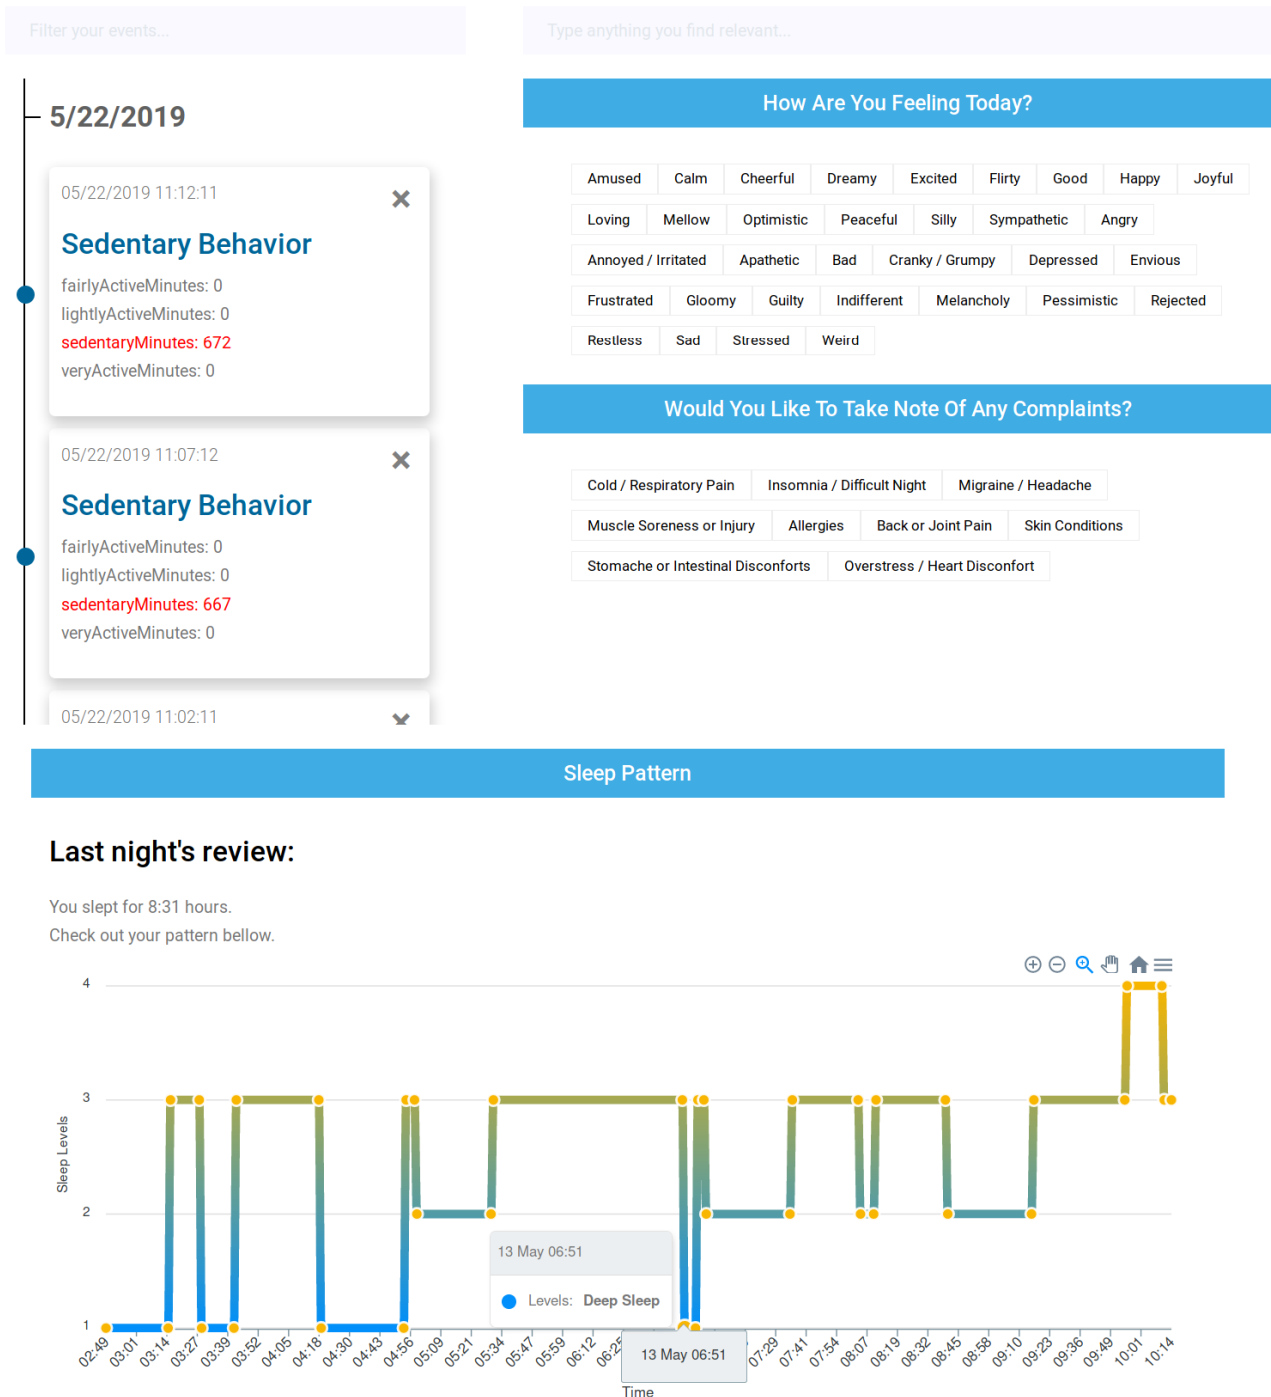 Filter your events...
Type anything you find relevant...
5/22/2019
05/22/2019 11:12:11
Sedentary Behavior
fairlyActiveMinutes: 0
lightlyActiveMinutes: 0
sedentaryMinutes: 672
veryActiveMinutes: 0
05/22/2019 11:07:12
Sedentary Behavior
fairlyActiveMinutes: 0
lightlyActiveMinutes: 0
sedentaryMinutes: 667
veryActiveMinutes: 0
05/22/2019 11:02:11
How Are You Feeling Today?
Amused Calm Cheerful Dreamy Excited Flirty Good Happy Joyful
Loving Mellow Optimistic Peaceful Silly Sympathetic Angry
Annoyed / Irritated Apathetic Bad Cranky / Grumpy Depressed Envious
Frustrated Gloomy Guilty Indifferent Melancholy Pessimistic Rejected
Restless Sad Stressed Weird
Would You Like To Take Note Of Any Complaints?
Cold / Respiratory Pain Insomnia / Difficult Night Migraine / Headache
Muscle Soreness or Injury Allergies Back or Joint Pain Skin Conditions
Stomache or Intestinal Disconforts Overstress / Heart Disconfort
Sleep Pattern
Last night's review:
You slept for 8:31 hours.
Check out your pattern bellow.
4
3
2
1
Sleep Levels
13 May 06:51
Levels: Deep Sleep
02:49 03:01 03:14 03:27 03:39 03:52 04:05 04:18 04:30 04:43 04:56 05:09 05:21 05:34 05:47 05:59 06:12 07:29 07:41 07:54 08:07 08:19 08:32 08:45 08:58 09:10 09:23 09:36 09:49 10:01 10:14
13 May 06:51
Time